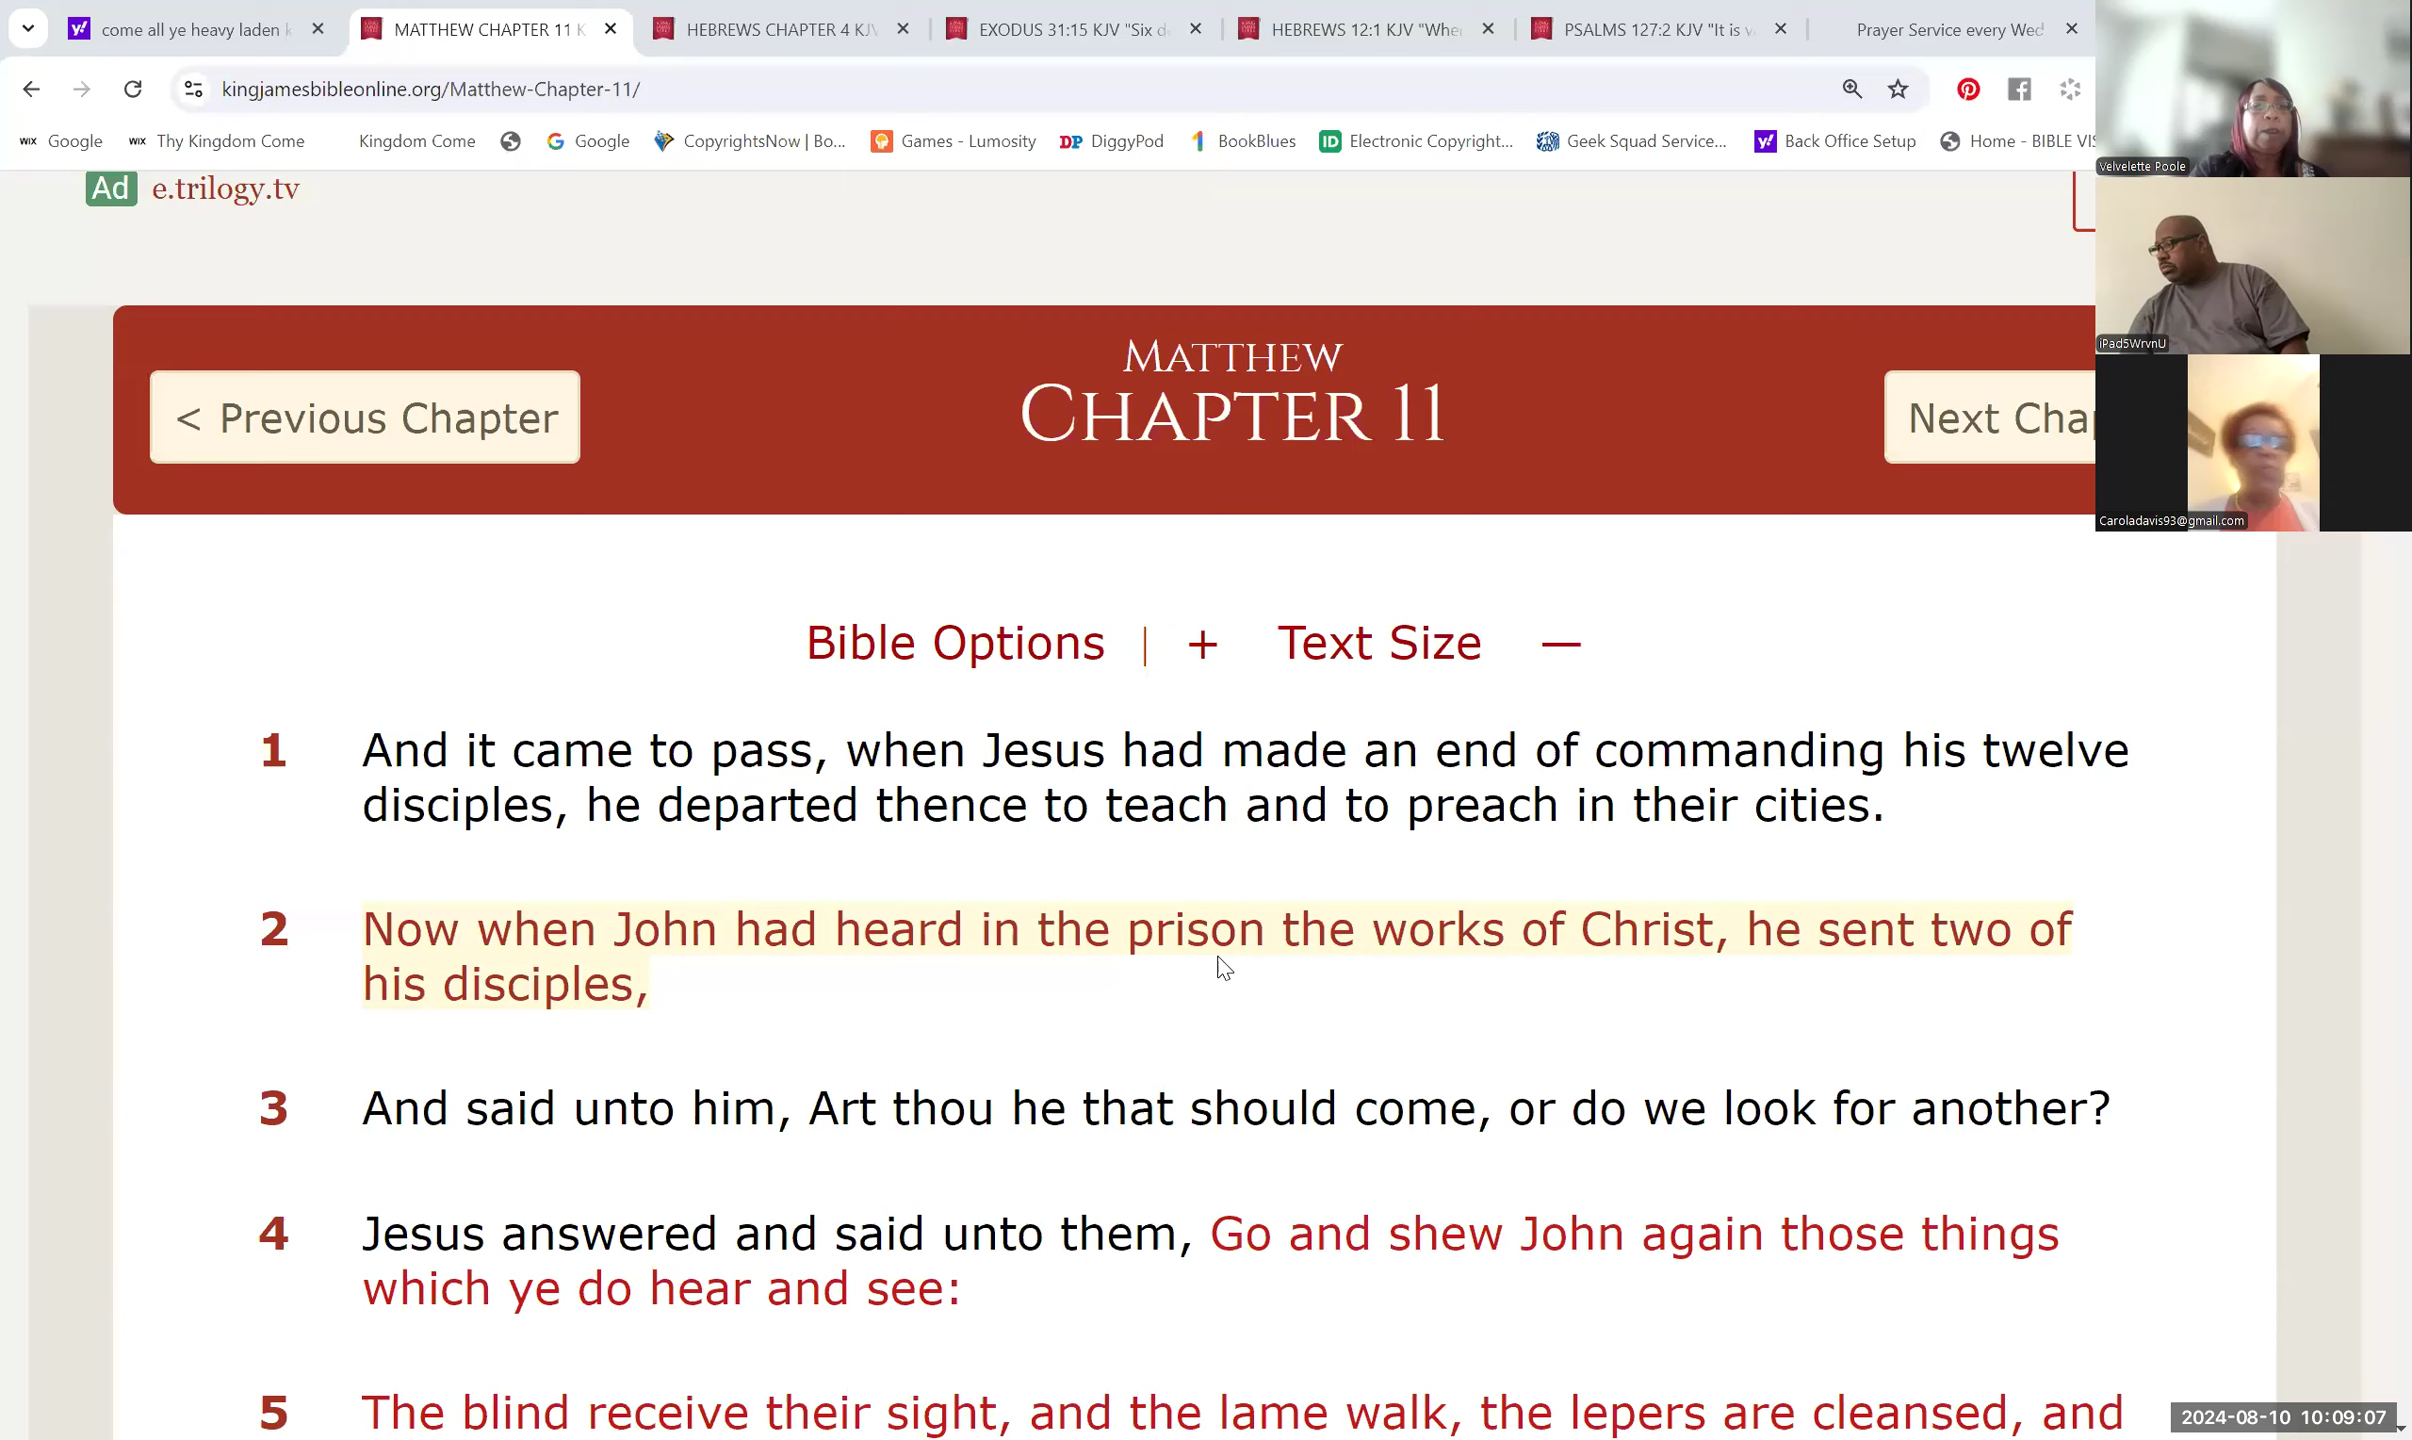 come all ye heavy laden k
MATTHEW CHAPTER 11 K
HEBREWS CHAPTER 4 KJV
EXODUS 31:15 KJV "Six d
HEBREWS 12:1 KJV "Whe
PSALMS 127:2 KJV "It is v
Prayer Service every Wed
kingjamesbibleonline.org/Matthew-Chapter-11/
WIX Google
WIX Thy Kingdom Come
Kingdom Come
Google
CopyrightsNow | Bo...
Games - Lumosity
DP DiggyPod
BookBlues
ID Electronic Copyright...
Geek Squad Service...
Back Office Setup
Home - BIBLE VIS
Velvelette Poole
iPad5WrvnU
Caroladavis93@gmail.com
Ad e.trilogy.tv
< Previous Chapter
MATTHEW
CHAPTER 11
Next Chap
Bible Options | + Text Size —
1 And it came to pass, when Jesus had made an end of commanding his twelve
disciples, he departed thence to teach and to preach in their cities.
2 Now when John had heard in the prison the works of Christ, he sent two of
his disciples,
3 And said unto him, Art thou he that should come, or do we look for another?
4 Jesus answered and said unto them, Go and shew John again those things
which ye do hear and see:
5 The blind receive their sight, and the lame walk, the lepers are cleansed, and
2024-08-10 10:09:07